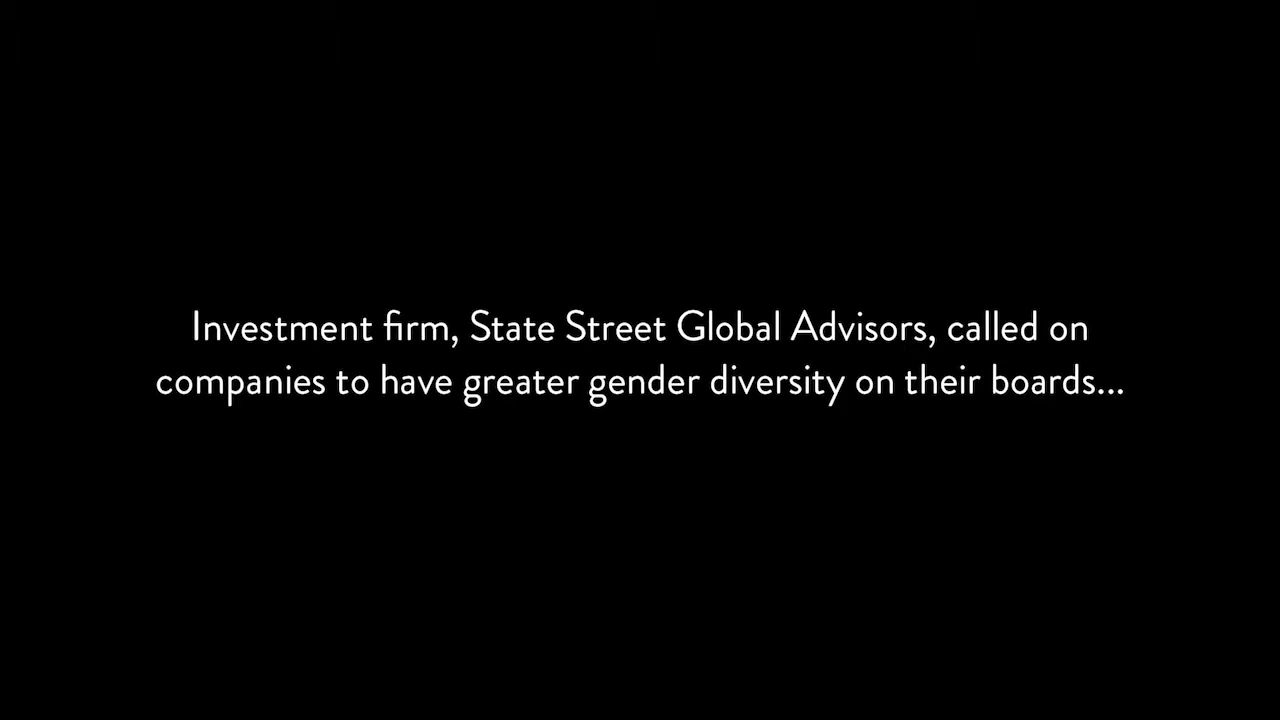 Investment firm, State Street Global Advisors, called on
companies to have greater gender diversity on their boards...